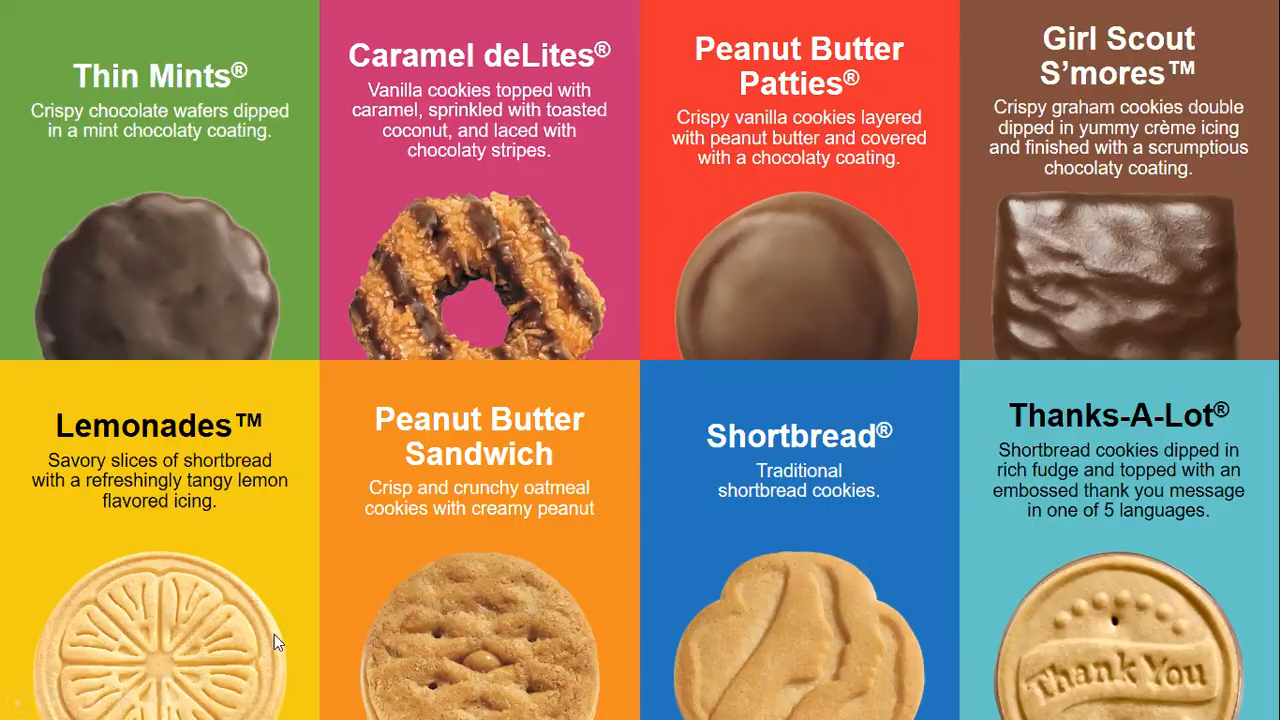 Thin Mints®
Crispy chocolate wafers dipped
in a mint chocolaty coating.
Caramel deLites®
Vanilla cookies topped with
caramel, sprinkled with toasted
coconut, and laced with
chocolaty stripes.
Peanut Butter
Patties®
Crispy vanilla cookies layered
with peanut butter and covered
with a chocolaty coating.
Girl Scout
S’mores™
Crispy graham cookies double
dipped in yummy crème icing
and finished with a scrumptious
chocolaty coating.
Lemonades™
Savory slices of shortbread
with a refreshingly tangy lemon
flavored icing.
Peanut Butter
Sandwich
Crisp and crunchy oatmeal
cookies with creamy peanut
Shortbread®
Traditional
shortbread cookies.
Thanks-A-Lot®
Shortbread cookies dipped in
rich fudge and topped with an
embossed thank you message
in one of 5 languages.
Thank You